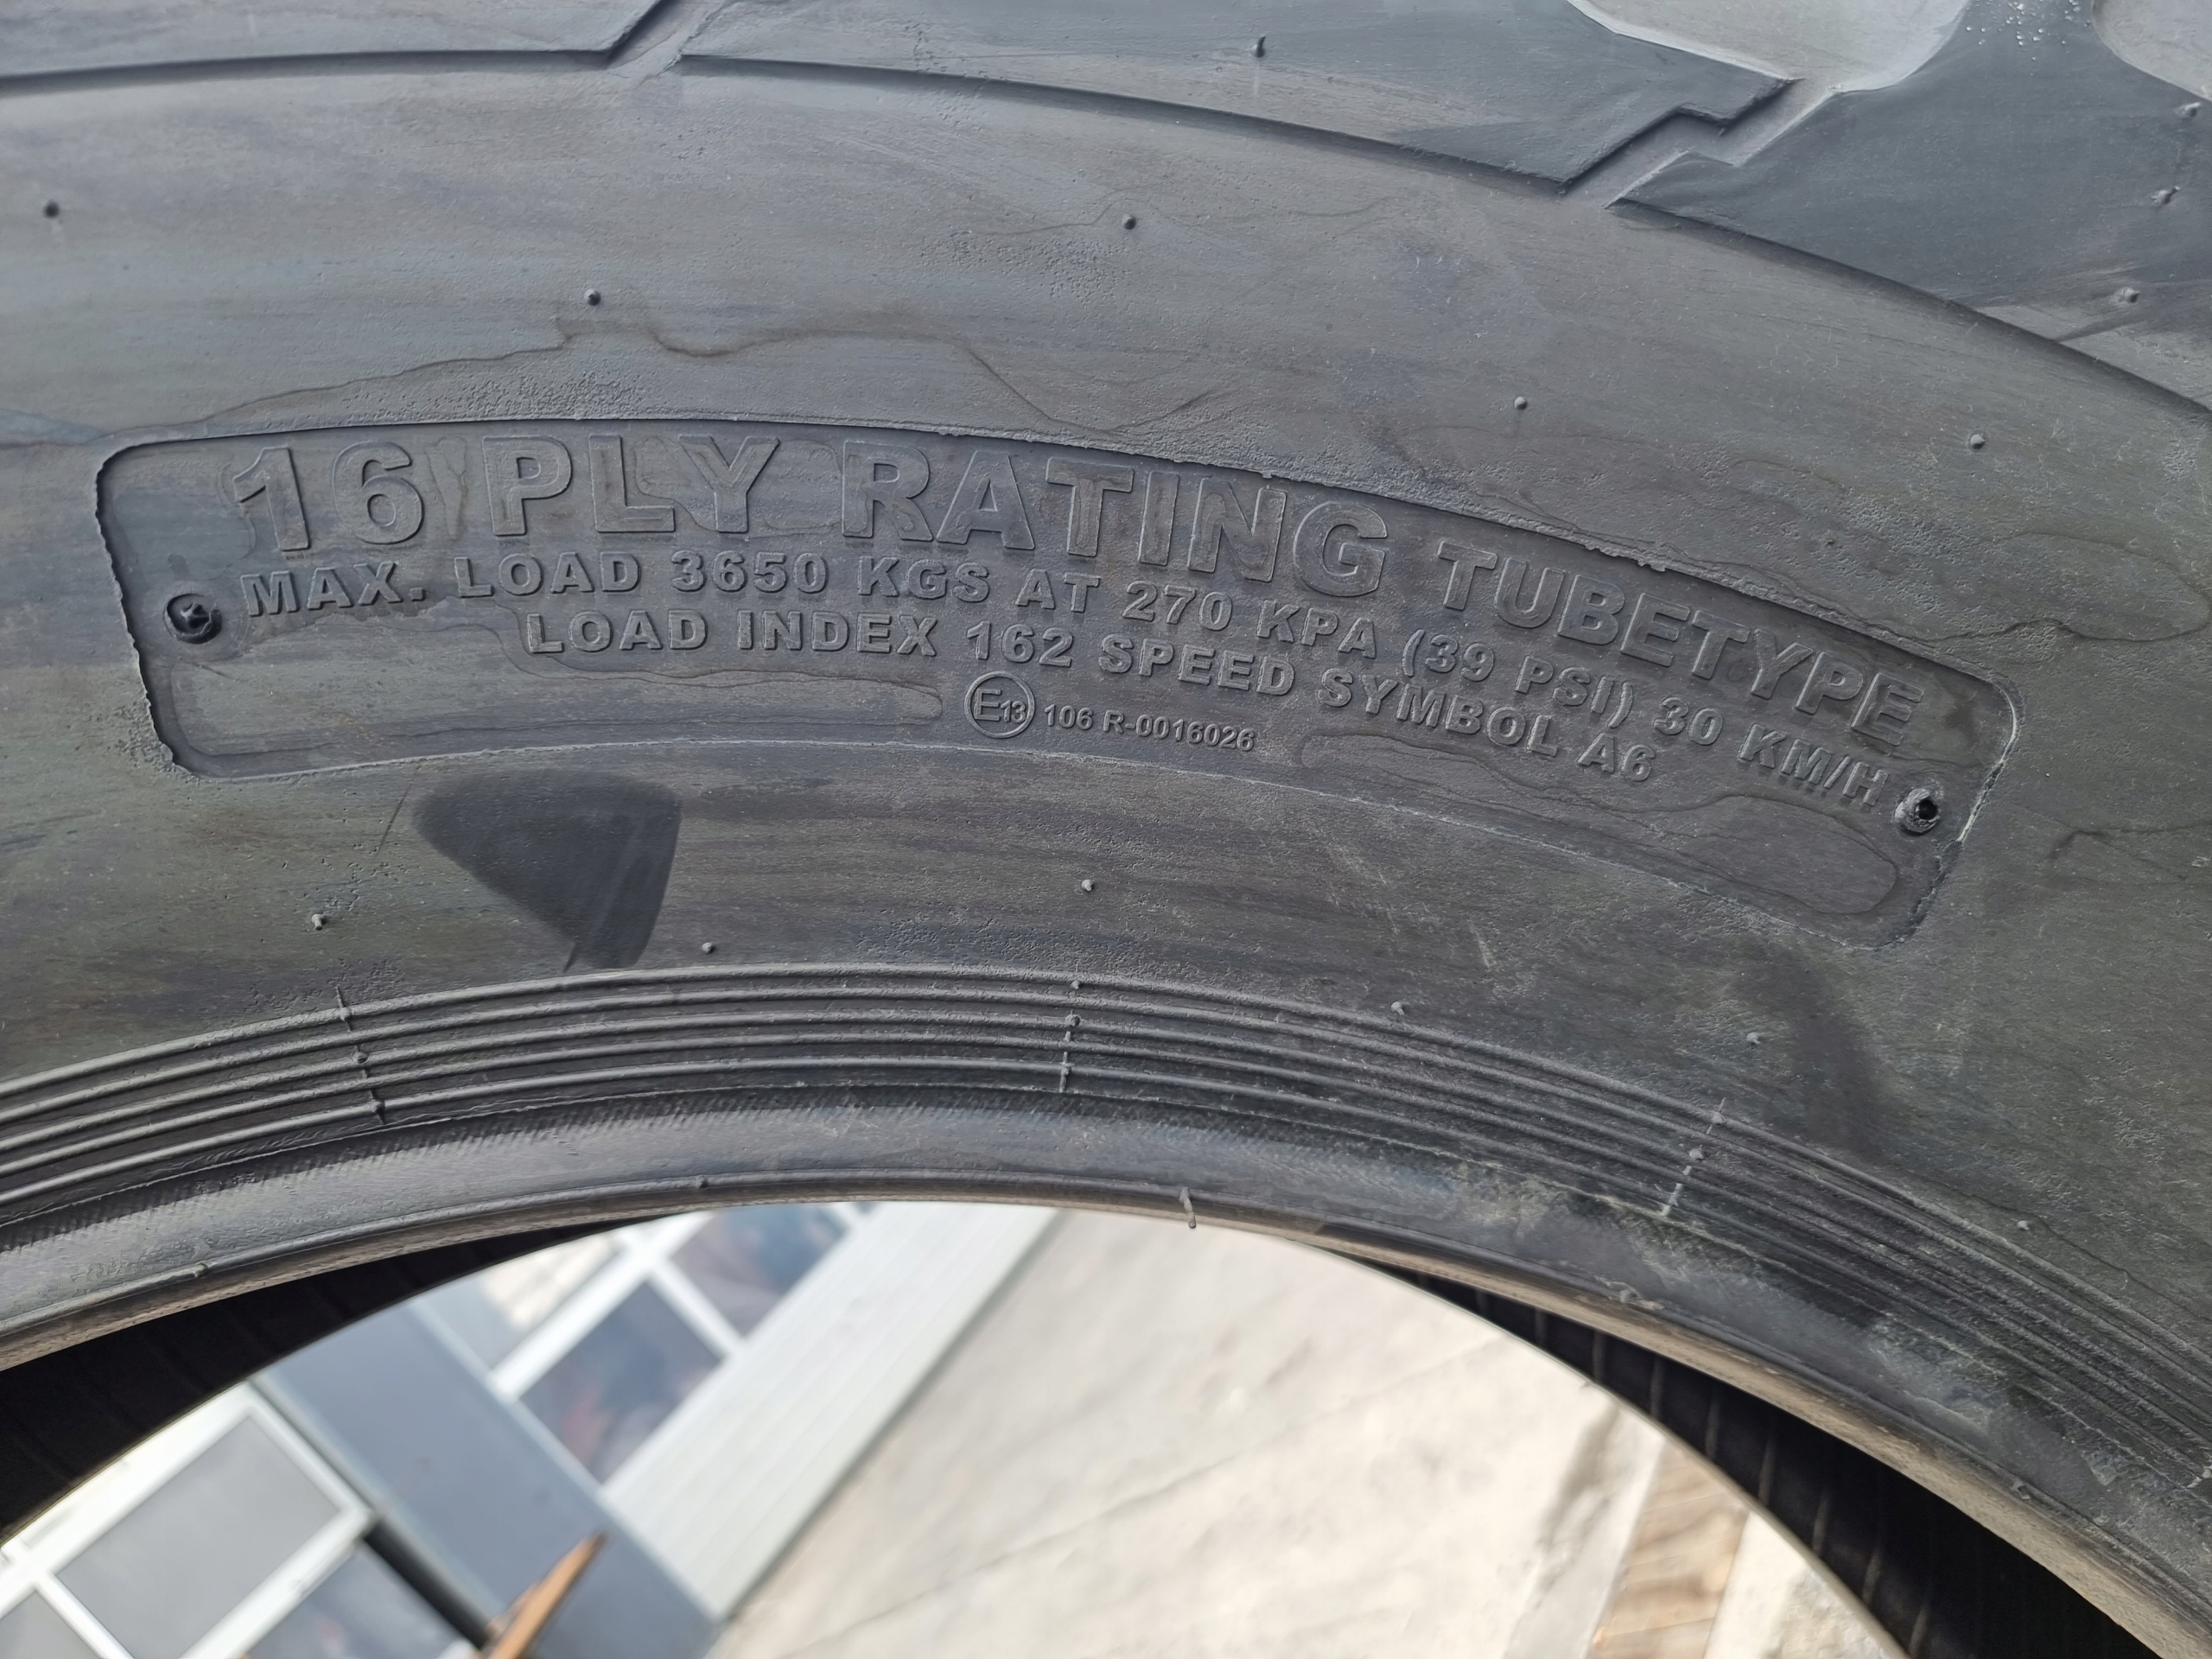 16 PLY RATING TUBETYPE
MAX. LOAD 3650 KGS AT 270 KPA (39 PSI) 30 KM/H
LOAD INDEX 162 SPEED SYMBOL A6
E13 106 R-0016026